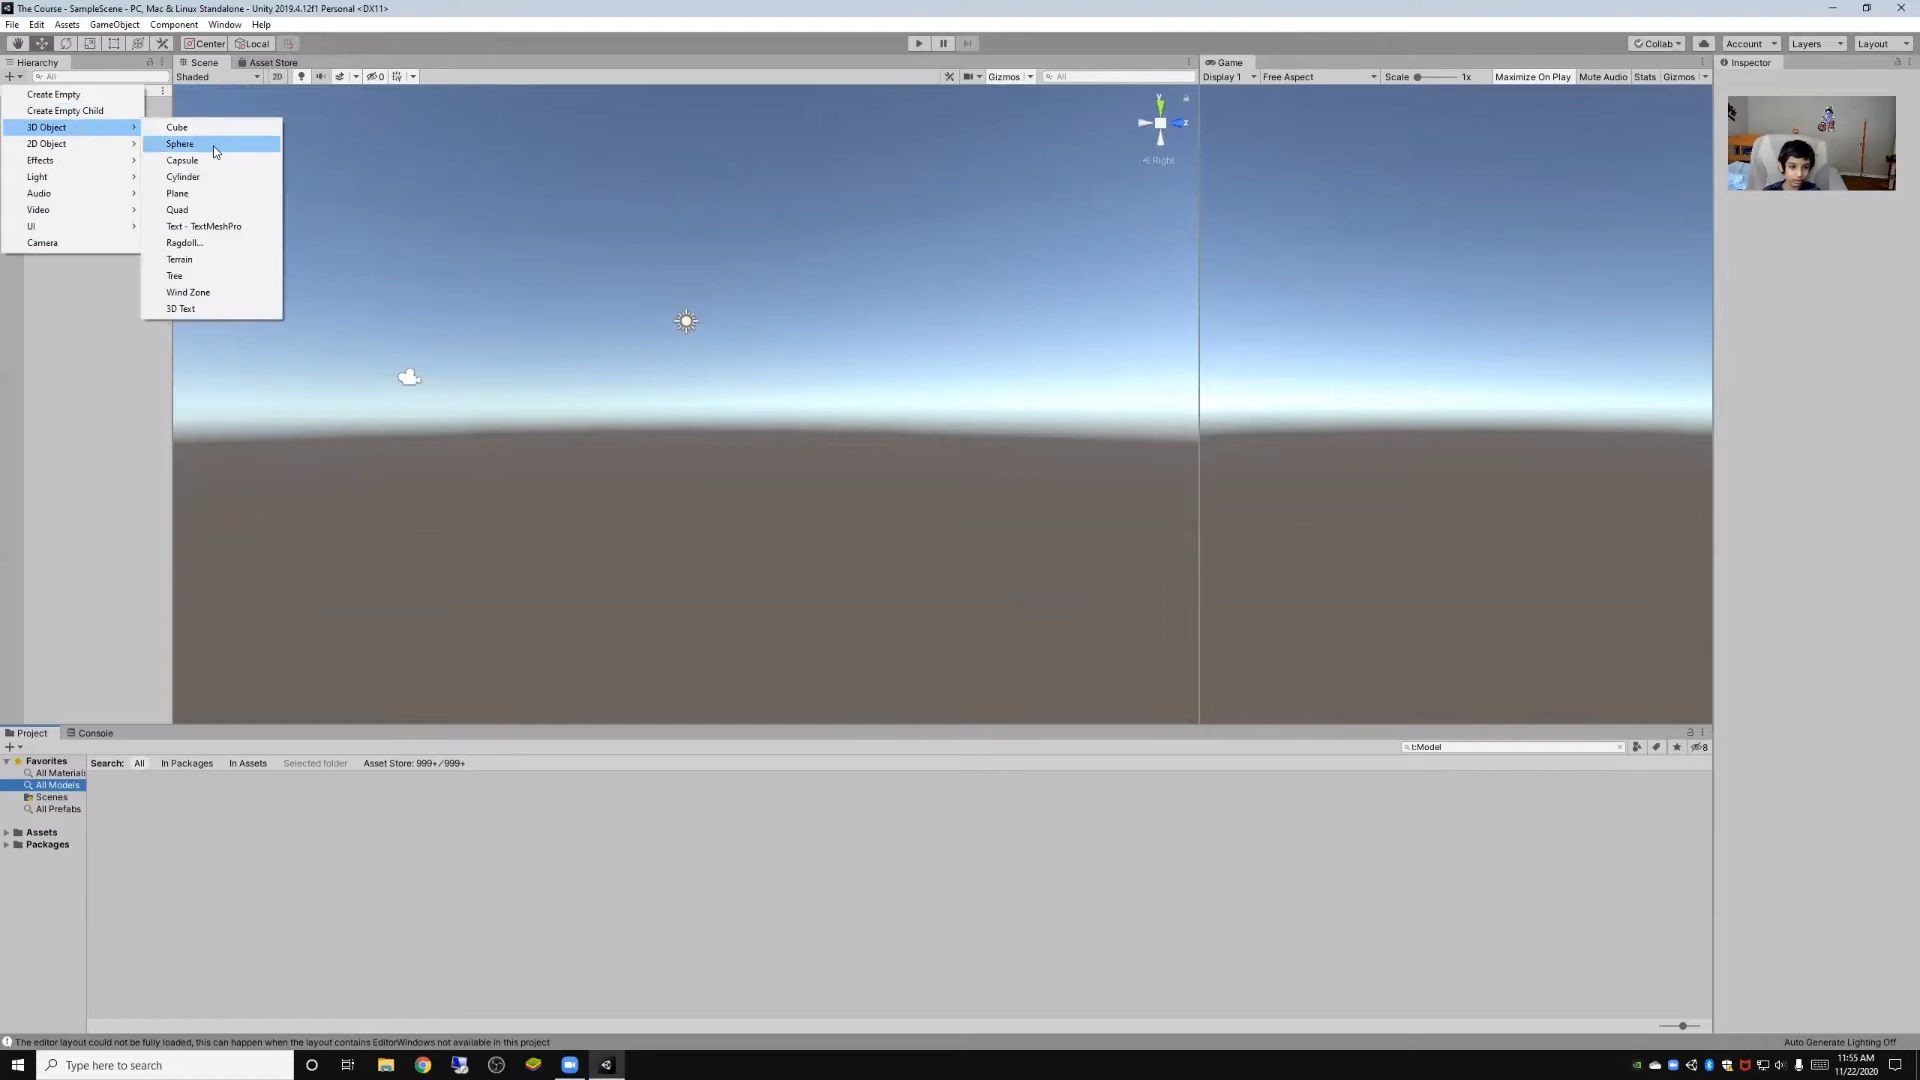 The Course - SampleScene - PC, Mac & Linux Standalone - Unity 2019.4.12f1 Personal <DX11>
File Edit Assets GameObject Component Window Help
Center Local Collab Account Layers Layout
Hierarchy Scene Asset Store Game Inspector
All Shaded 2D 0 Gizmos All Display 1 Free Aspect Scale 1x Maximize On Play Mute Audio Stats Gizmos
Create Empty
Create Empty Child
3D Object
2D Object
Effects
Light
Audio
Video
UI
Camera
Cube
Sphere
Capsule
Cylinder
Plane
Quad
Text - TextMeshPro
Ragdoll...
Terrain
Tree
Wind Zone
3D Text
y
z
Right
Project Console
t:Model 8
Favorites
All Materials
All Models
Scenes
All Prefabs
Assets
Packages
Search: All In Packages In Assets Selected folder Asset Store: 999+/999+
The editor layout could not be fully loaded, this can happen when the layout contains EditorWindows not available in this project
Auto Generate Lighting Off
Type here to search
11:55 AM
11/22/2020